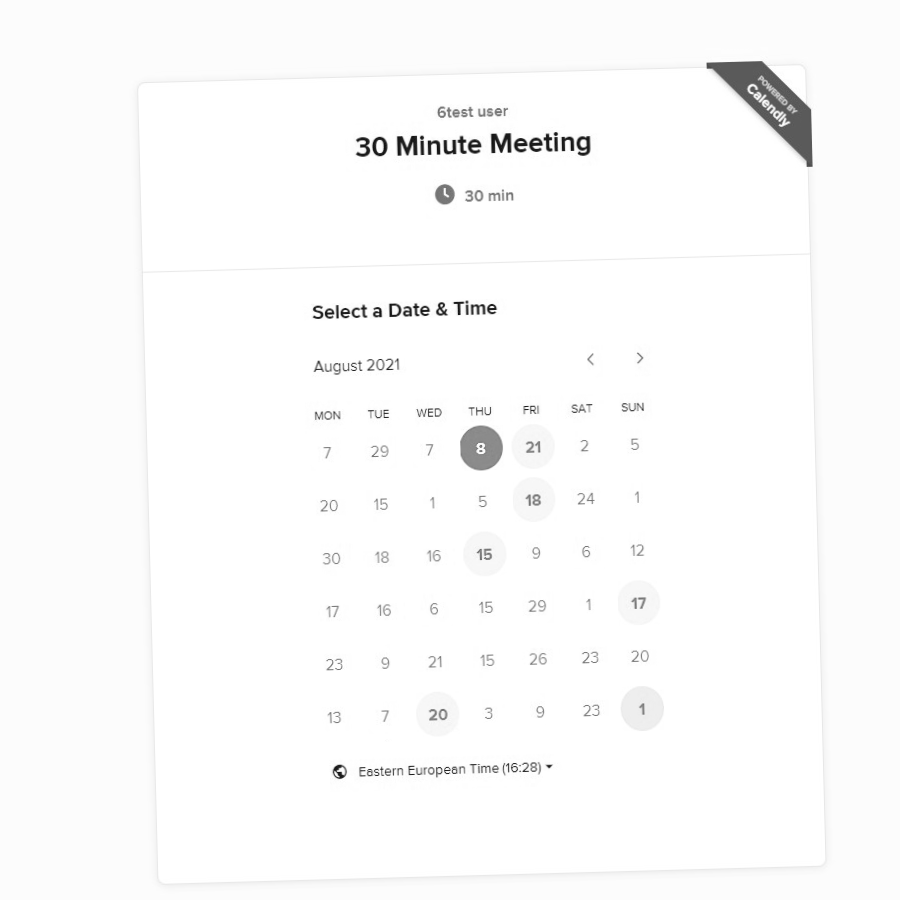 POWERED BY
Calendly
6test user
30 Minute Meeting
30 min
Select a Date & Time
August 2021
MON TUE WED THU FRI SAT SUN
7 29 7 8 21 2 5
20 15 1 5 18 24 1
30 18 16 15 9 6 12
17 16 6 15 29 1 17
23 9 21 15 26 23 20
13 7 20 3 9 23 1
Eastern European Time (16:28)